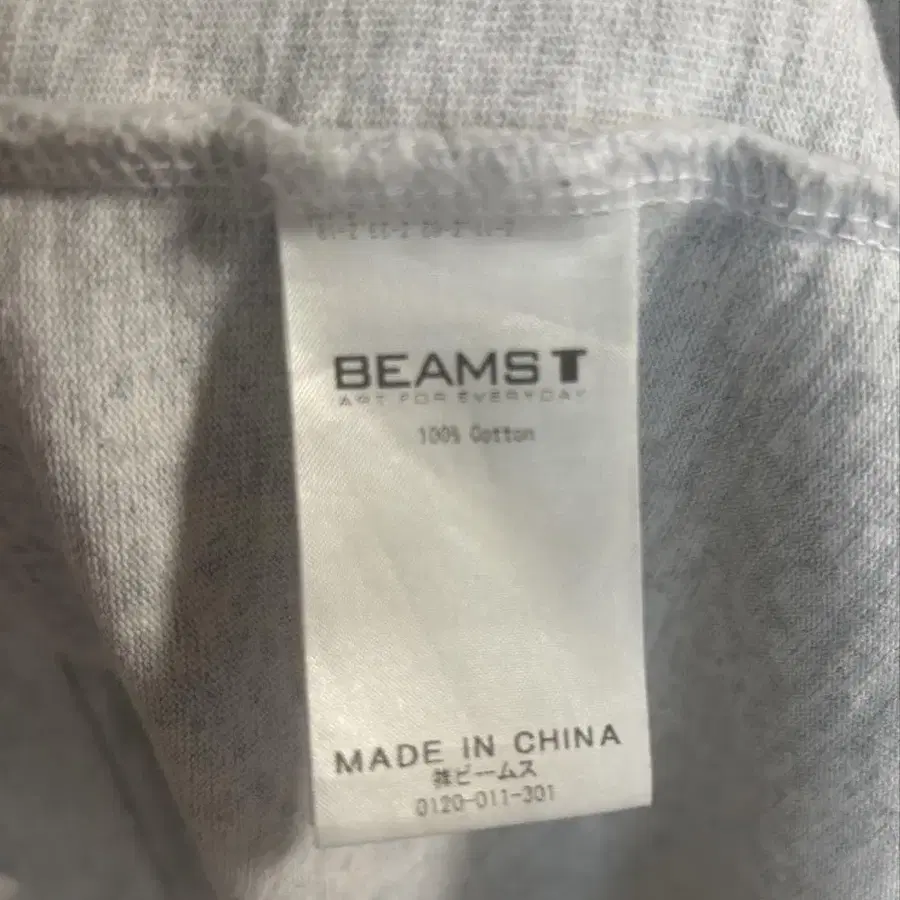 BEAMS T
ART FOR EVERYDAY
100% Cotton
MADE IN CHINA
㈱ビームス
0120-011-301